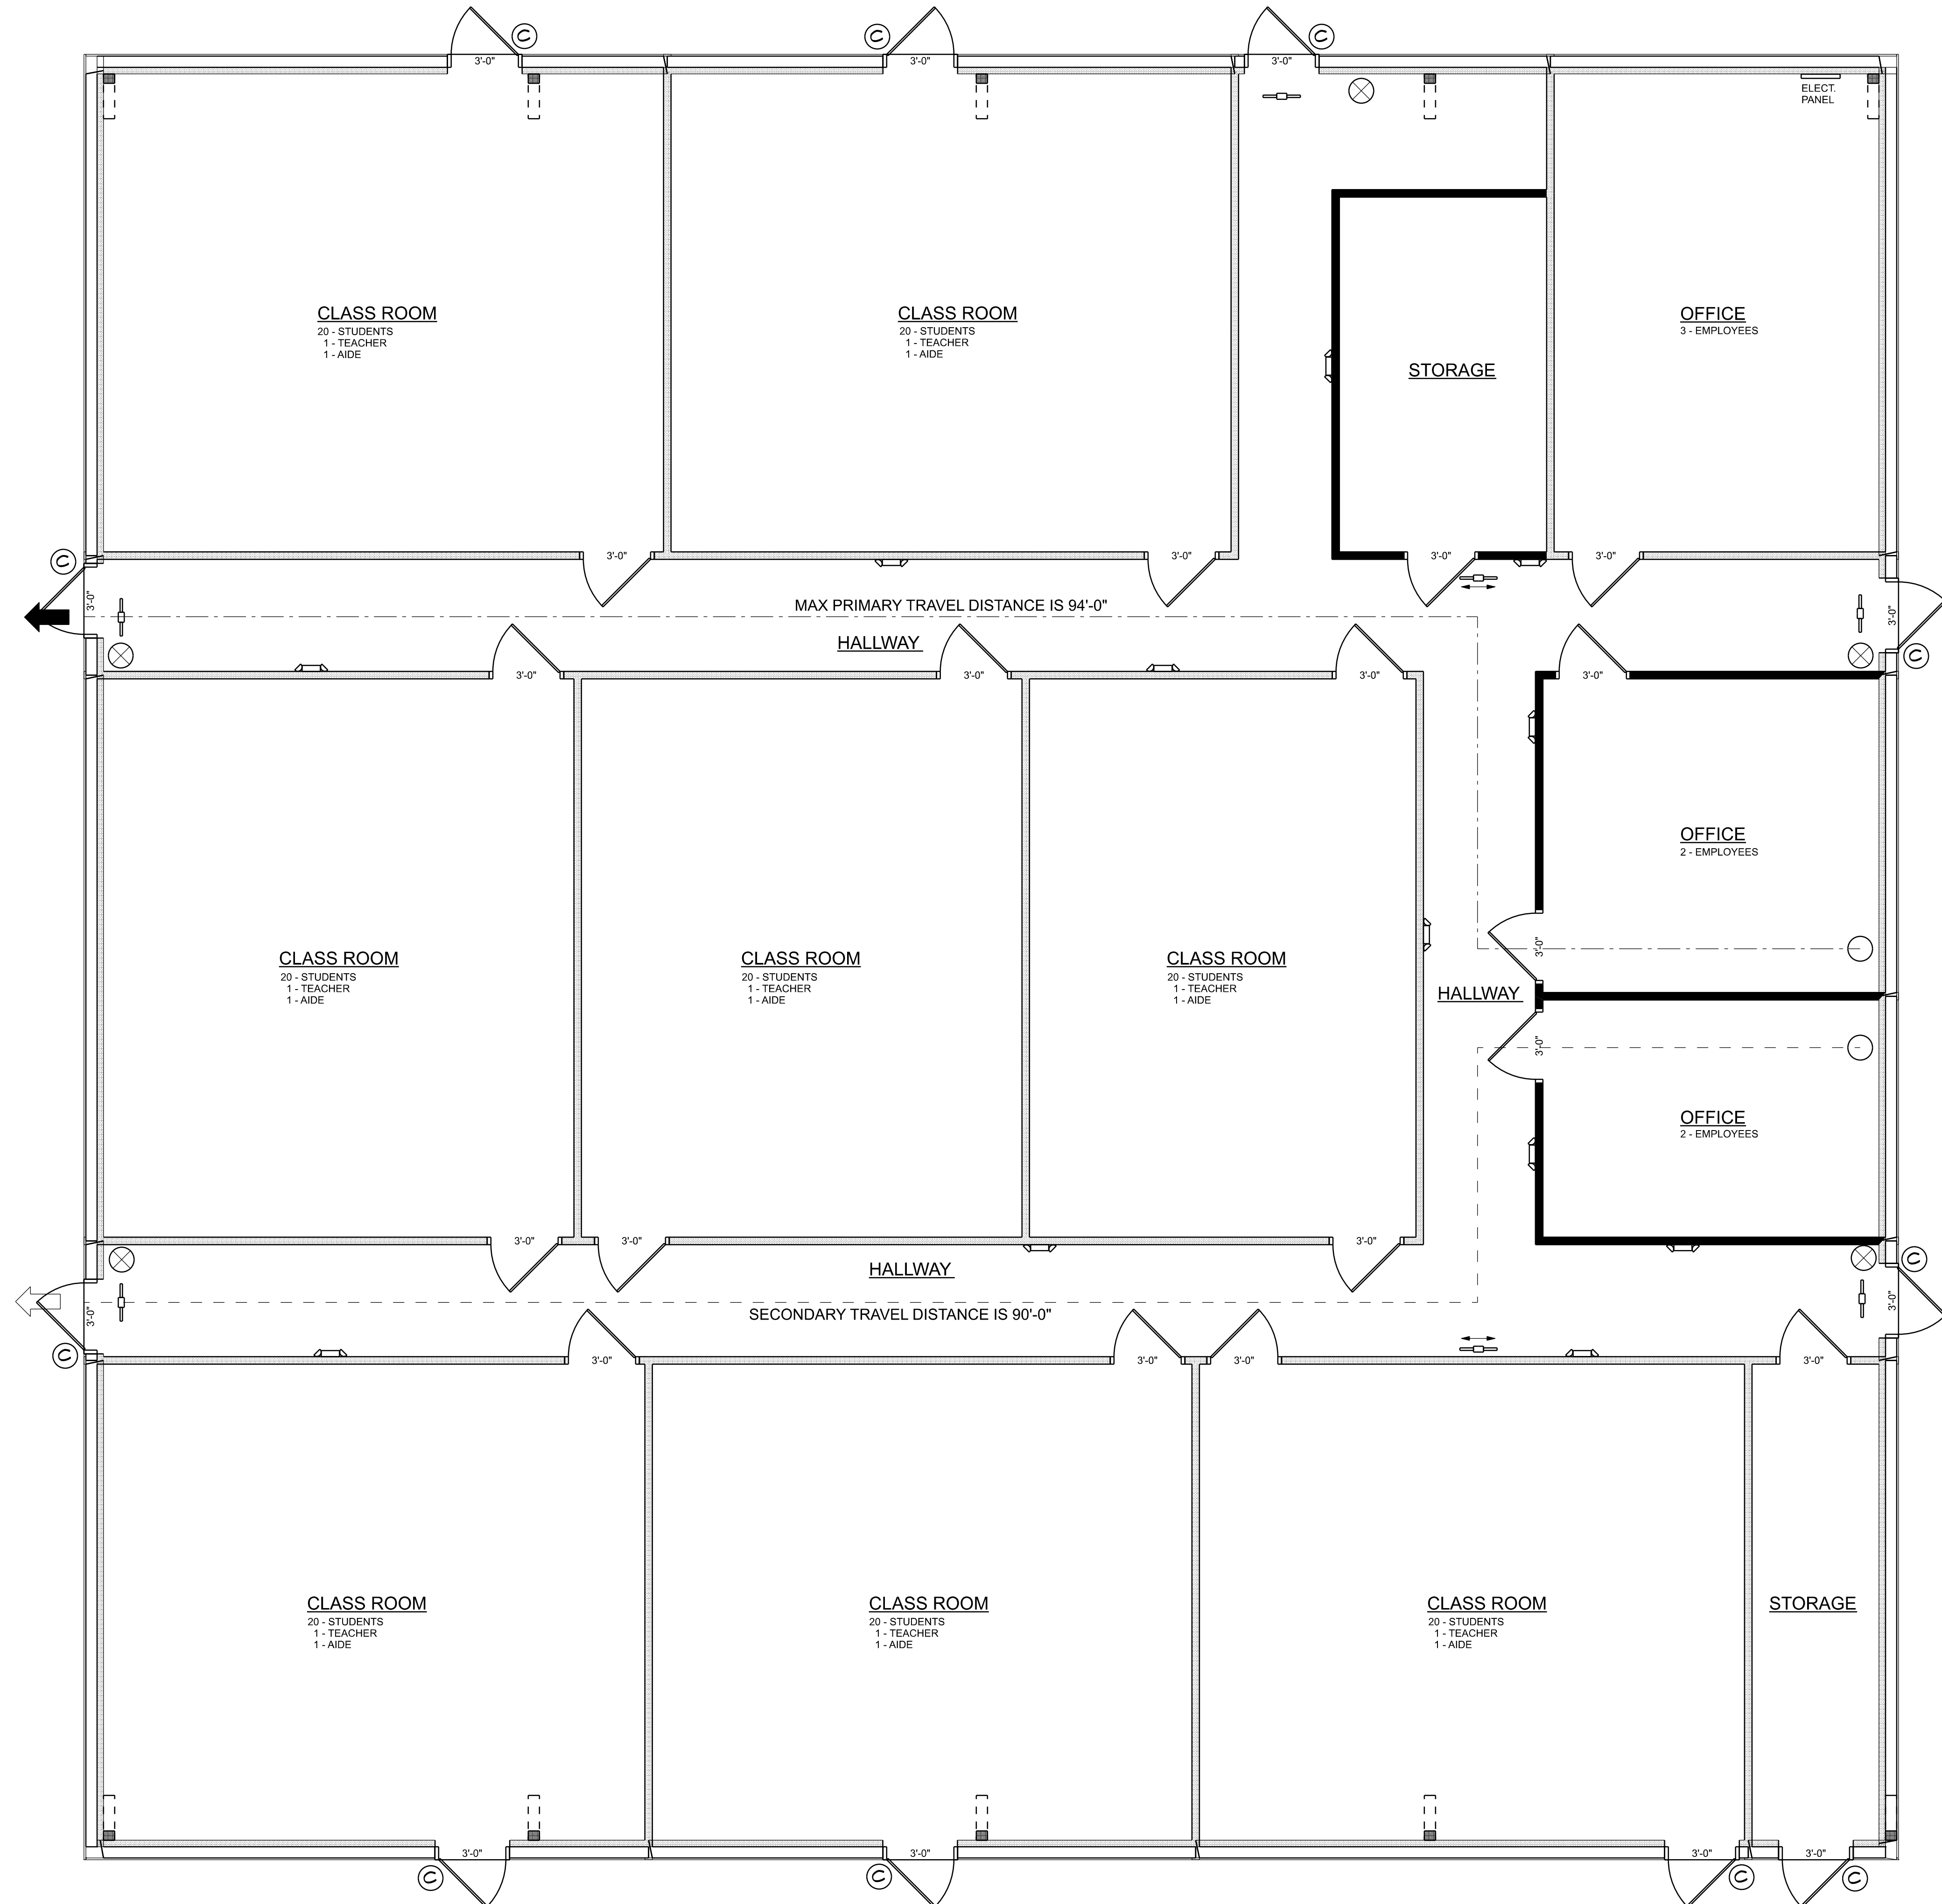 C
C
C
3'-0"
3'-0"
3'-0"
ELECT.
PANEL
CLASS ROOM
20 - STUDENTS
1 - TEACHER
1 - AIDE
CLASS ROOM
20 - STUDENTS
1 - TEACHER
1 - AIDE
OFFICE
3 - EMPLOYEES
STORAGE
C
3'-0"
3'-0"
3'-0"
3'-0"
3'-0"
MAX PRIMARY TRAVEL DISTANCE IS 94'-0"
3'-0"
HALLWAY
C
3'-0"
3'-0"
3'-0"
3'-0"
OFFICE
2 - EMPLOYEES
3'-0"
CLASS ROOM
20 - STUDENTS
1 - TEACHER
1 - AIDE
CLASS ROOM
20 - STUDENTS
1 - TEACHER
1 - AIDE
CLASS ROOM
20 - STUDENTS
1 - TEACHER
1 - AIDE
HALLWAY
3'-0"
OFFICE
2 - EMPLOYEES
3'-0"
3'-0"
3'-0"
C
HALLWAY
3'-0"
3'-0"
SECONDARY TRAVEL DISTANCE IS 90'-0"
C
3'-0"
3'-0"
3'-0"
3'-0"
CLASS ROOM
20 - STUDENTS
1 - TEACHER
1 - AIDE
CLASS ROOM
20 - STUDENTS
1 - TEACHER
1 - AIDE
CLASS ROOM
20 - STUDENTS
1 - TEACHER
1 - AIDE
STORAGE
3'-0"
3'-0"
3'-0"
3'-0"
C
C
C
C